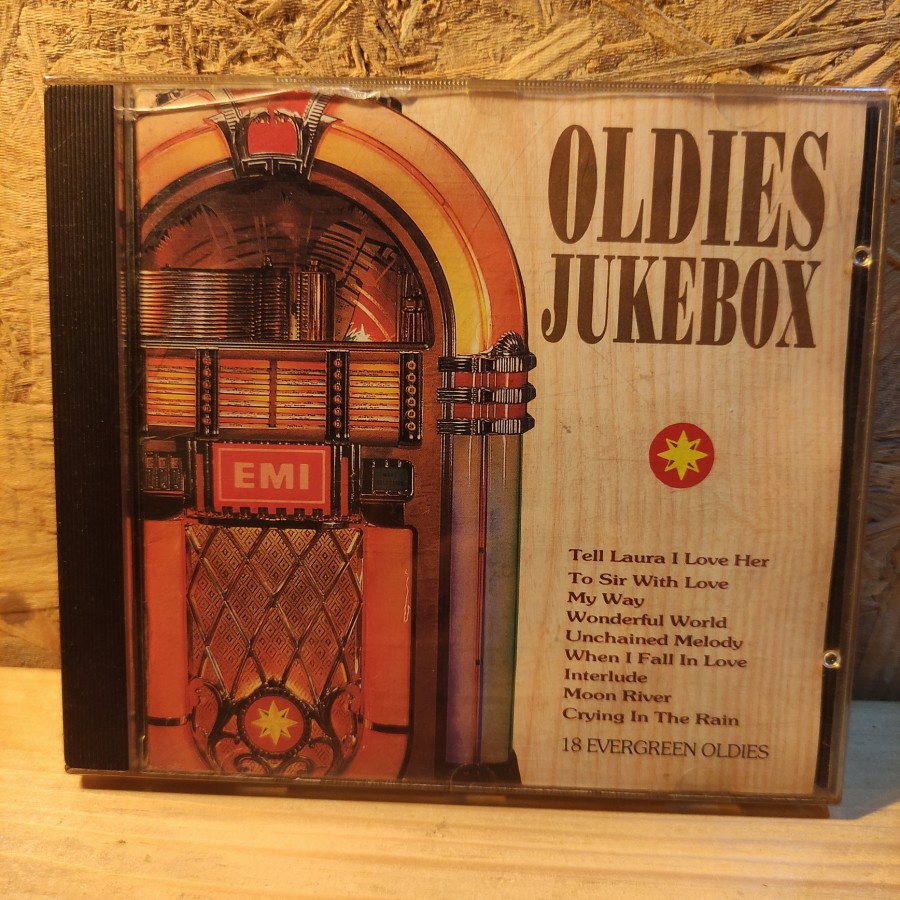 OLDIES
JUKEBOX
EMI
Tell Laura I Love Her
To Sir With Love
My Way
Wonderful World
Unchained Melody
When I Fall In Love
Interlude
Moon River
Crying In The Rain
18 EVERGREEN OLDIES